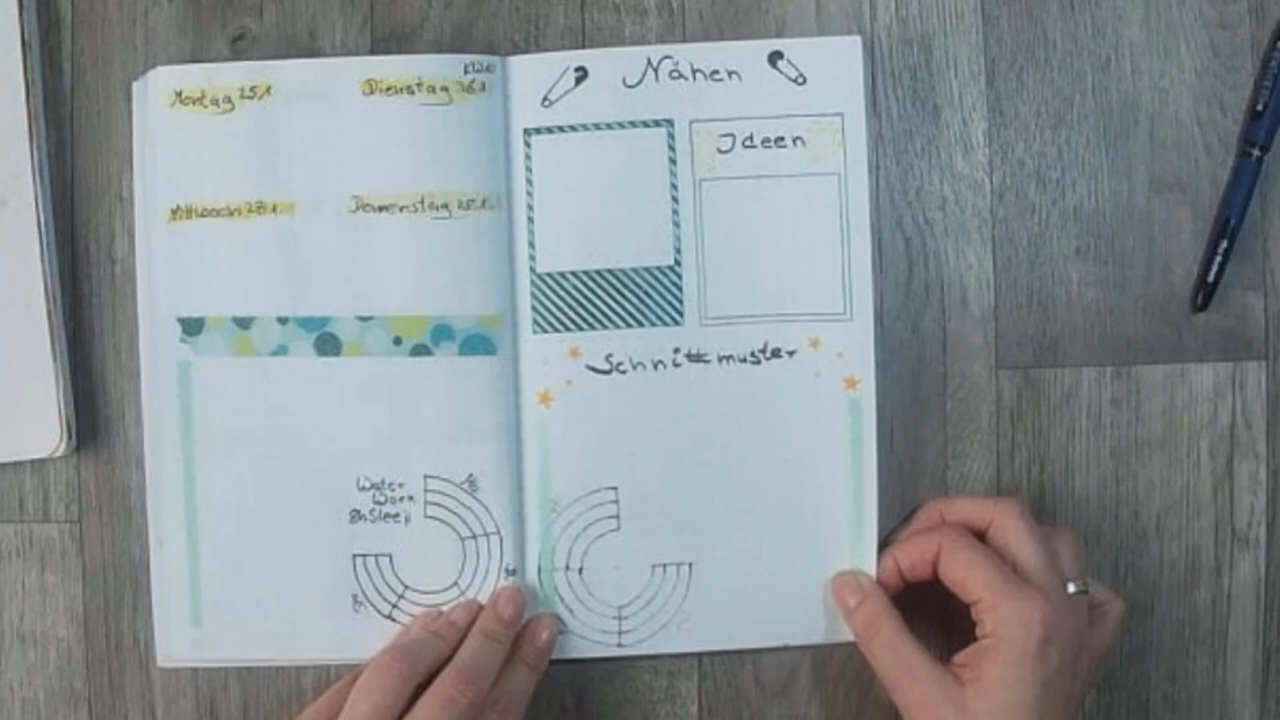 Montag 25.1
Dienstag 26.1
Mittwoch 27.1.
Donnerstag 28.1.
Water
Work
8h Sleep
Nähen
Ideen
Schnittmuster